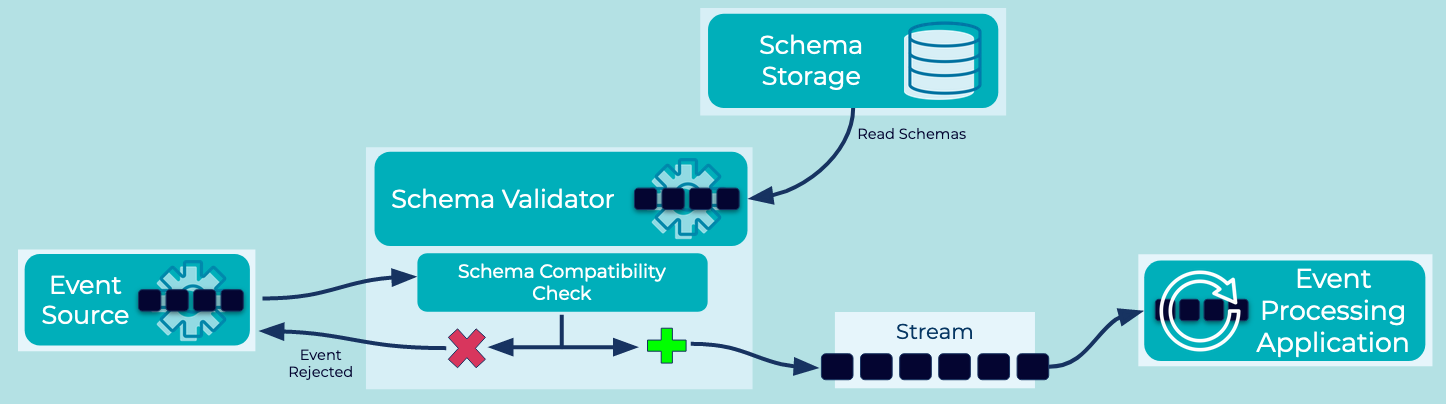 Schema
Storage
Read Schemas
Schema Validator
Schema Compatibility
Check
Event
Source
Event
Rejected
Stream
Event
Processing
Application